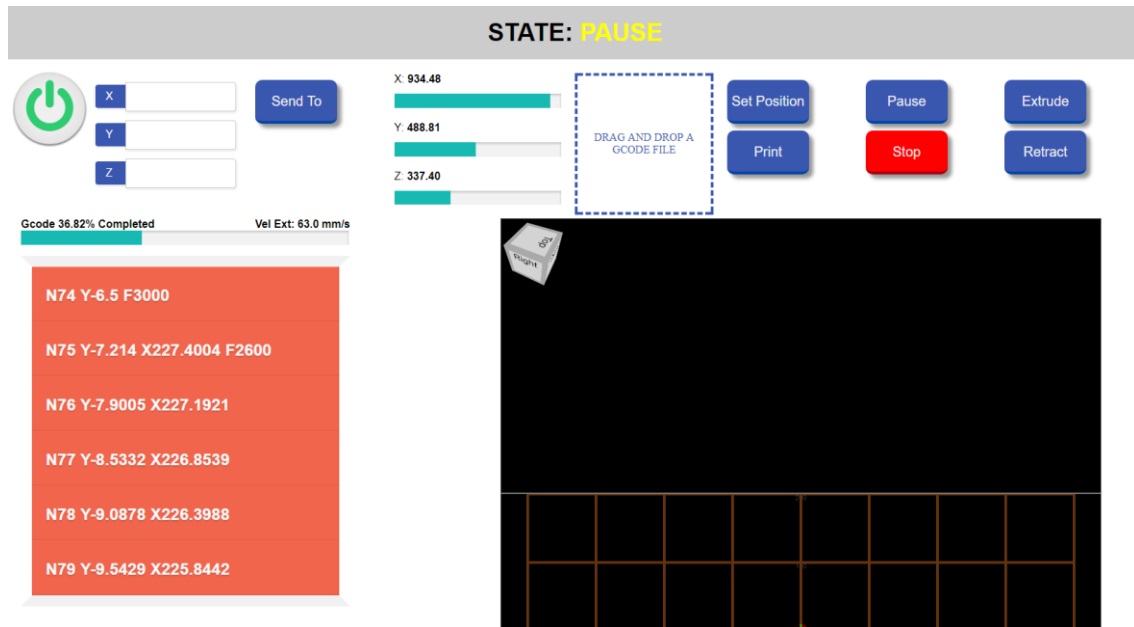 STATE: PAUSE
X
Y
Z
Send To
X: 934.48
Y: 488.81
Z: 337.40
DRAG AND DROP A
GCODE FILE
Set Position
Print
Pause
Stop
Extrude
Retract
Gcode 36.82% Completed
Vel Ext: 63.0 mm/s
N74 Y-6.5 F3000
N75 Y-7.214 X227.4004 F2600
N76 Y-7.9005 X227.1921
N77 Y-8.5332 X226.8539
N78 Y-9.0878 X226.3988
N79 Y-9.5429 X225.8442
Top
Right